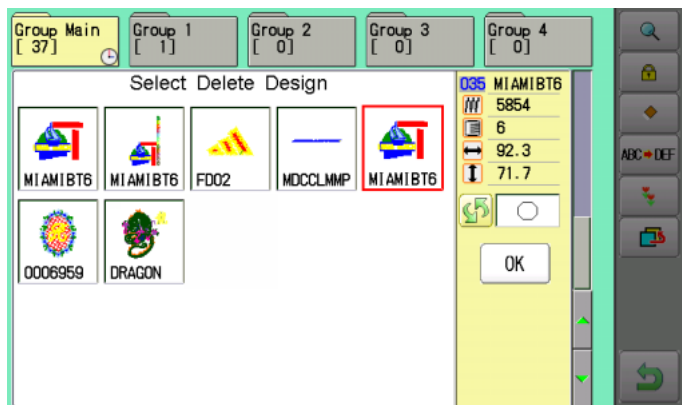 Group Main
[ 37]
Group 1
[ 1]
Group 2
[ 0]
Group 3
[ 0]
Group 4
[ 0]
Select Delete Design
MIAMIBT6
MIAMIBT6
FD02
MDCCLMMP
MIAMIBT6
0006959
DRAGON
035 MIAMIBT6
5854
6
92.3
71.7
OK
ABC➡DEF